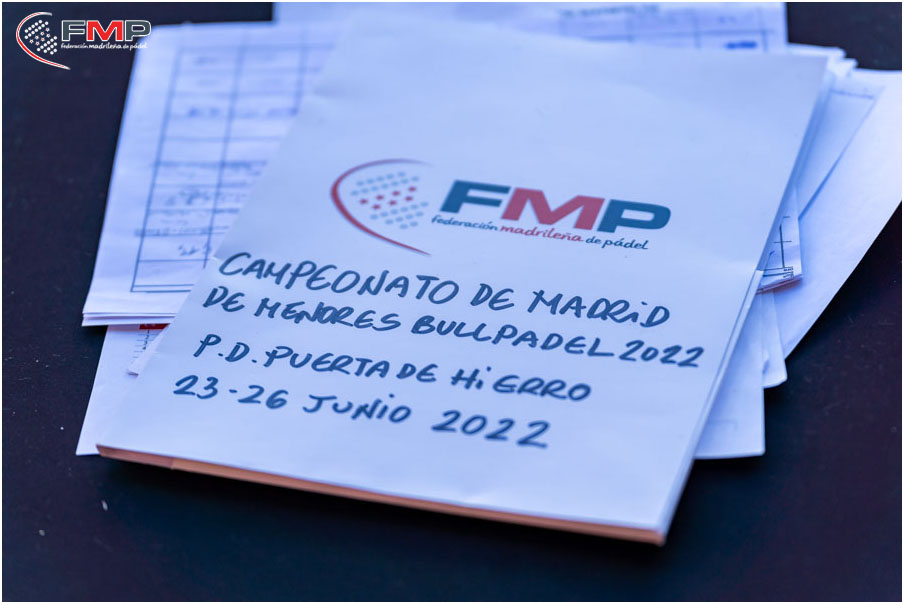 FMP
federación madrileña de pádel
FMP
federación madrileña de pádel
CAMPEONATO DE MADRID
DE MENORES BULLPADEL 2022
P.D. PUERTA DE HIERRO
23-26 JUNIO 2022